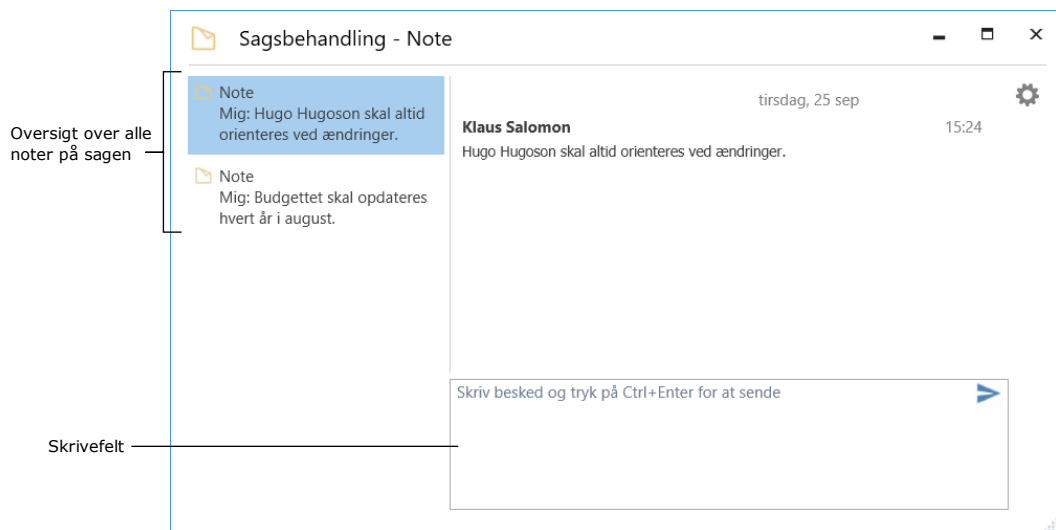 Sagsbehandling - Note
Oversigt over alle
noter på sagen
Note
Mig: Hugo Hugoson skal altid
orienteres ved ændringer.
Note
Mig: Budgettet skal opdateres
hvert år i august.
tirsdag, 25 sep
Klaus Salomon 15:24
Hugo Hugoson skal altid orienteres ved ændringer.
Skriv besked og tryk på Ctrl+Enter for at sende
Skrivefelt